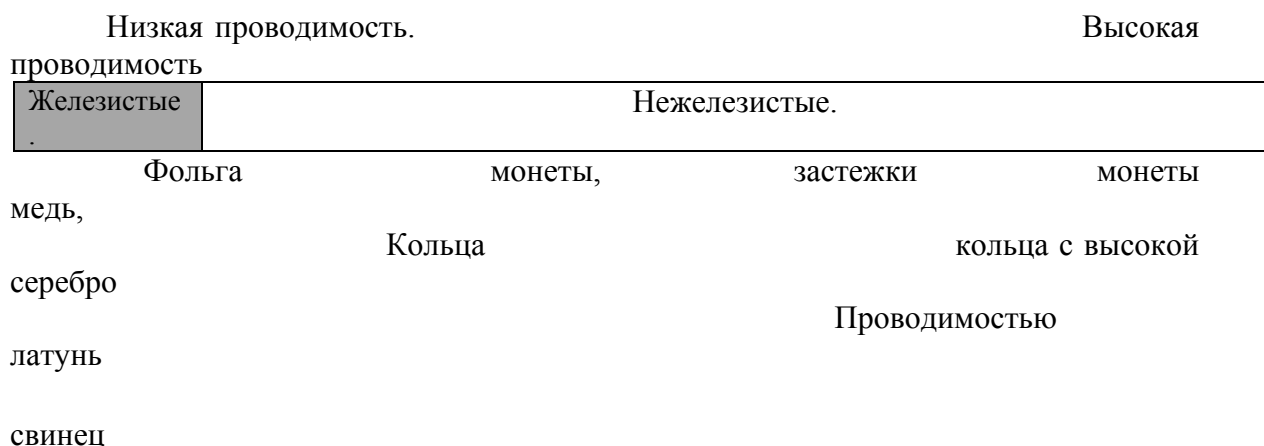 Низкая проводимость. Высокая
проводимость
Железистые Нежелезистые.
.
Фольга монеты, застежки монеты
медь,
Кольца кольца с высокой
серебро
Проводимостью
латунь
свинец